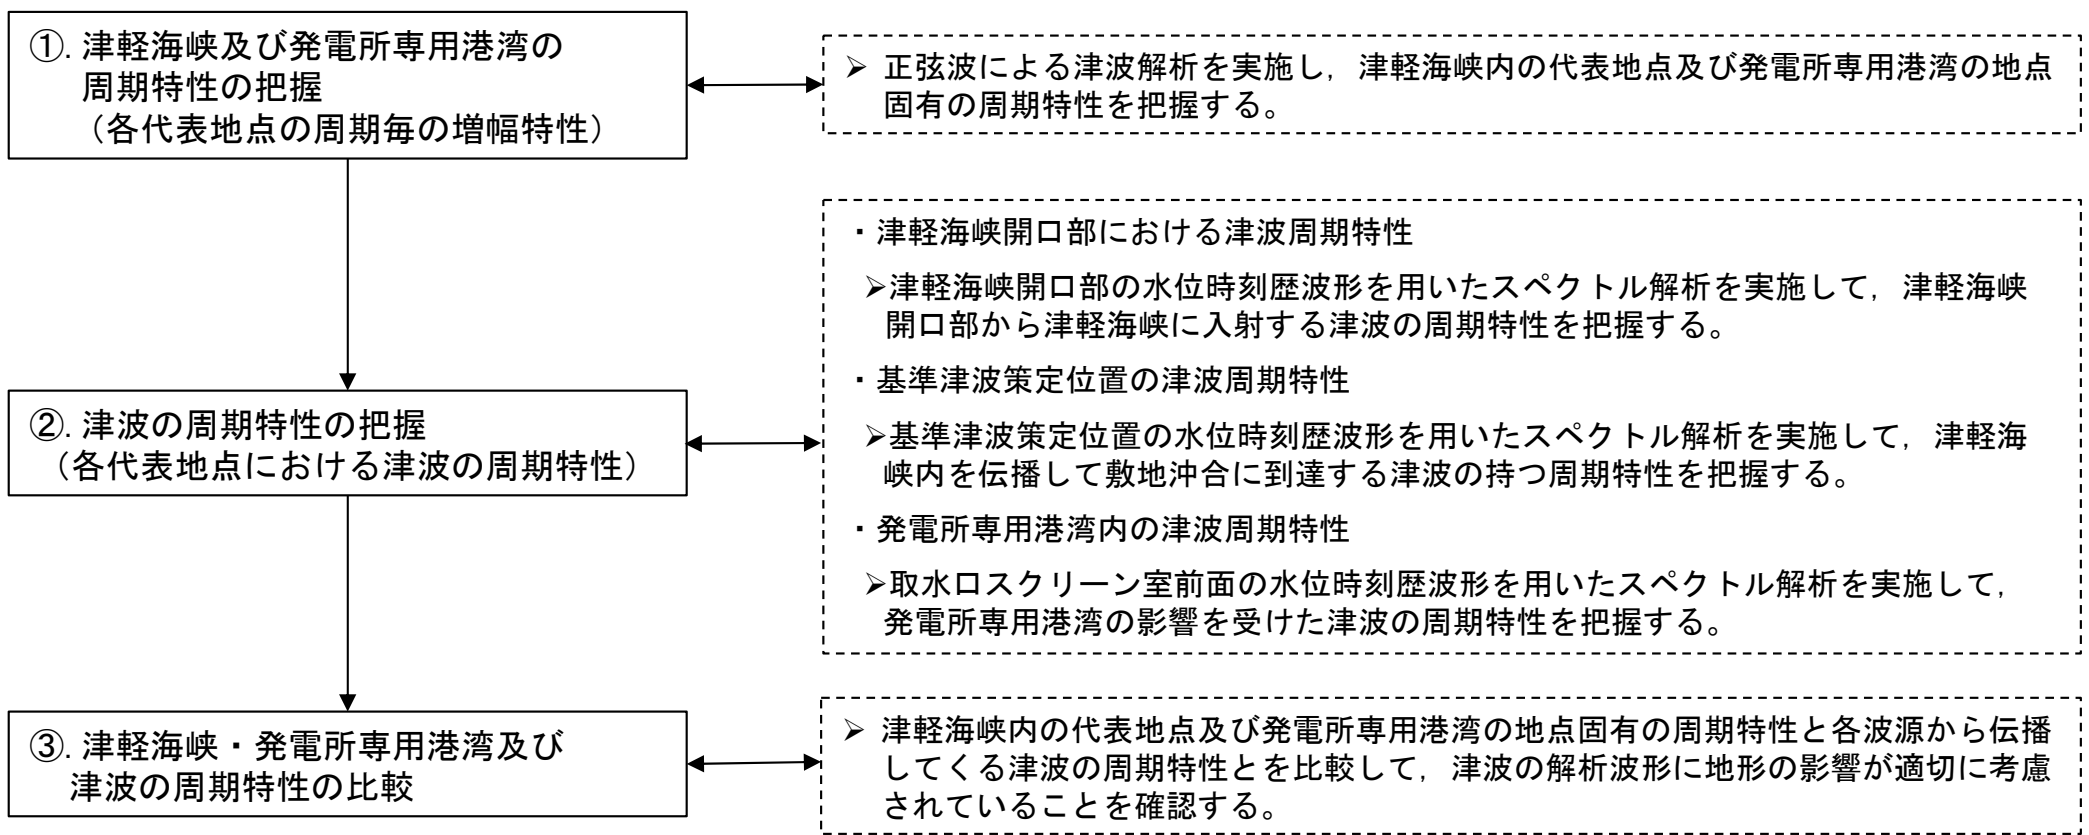 ①. 津軽海峡及び発電所専用港湾の
周期特性の把握
（各代表地点の周期毎の増幅特性）
➢ 正弦波による津波解析を実施し，津軽海峡内の代表地点及び発電所専用港湾の地点
固有の周期特性を把握する。
②. 津波の周期特性の把握
（各代表地点における津波の周期特性）
・津軽海峡開口部における津波周期特性
➢津軽海峡開口部の水位時刻歴波形を用いたスペクトル解析を実施して，津軽海峡
開口部から津軽海峡に入射する津波の周期特性を把握する。
・基準津波策定位置の津波周期特性
➢基準津波策定位置の水位時刻歴波形を用いたスペクトル解析を実施して，津軽海
峡内を伝播して敷地沖合に到達する津波の持つ周期特性を把握する。
・発電所専用港湾内の津波周期特性
➢取水口スクリーン室前面の水位時刻歴波形を用いたスペクトル解析を実施して，
発電所専用港湾の影響を受けた津波の周期特性を把握する。
③. 津軽海峡・発電所専用港湾及び
津波の周期特性の比較
➢ 津軽海峡内の代表地点及び発電所専用港湾の地点固有の周期特性と各波源から伝播
してくる津波の周期特性とを比較して，津波の解析波形に地形の影響が適切に考慮
されていることを確認する。